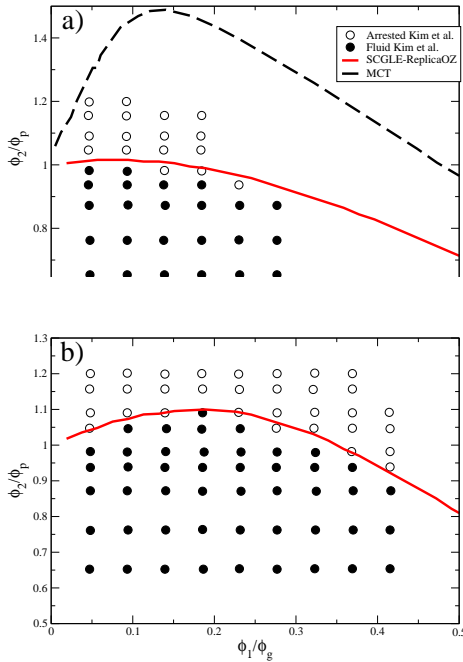 a)
Arrested Kim et al.
Fluid Kim et al.
SCGLE-ReplicaOZ
MCT
1.4
1.2
1
0.8
ϕ2/ϕp
b)
1.3
1.2
1.1
1
0.9
0.8
0.7
0.6
0.5
ϕ2/ϕp
0 0.1 0.2 0.3 0.4 0.5
ϕ1/ϕg